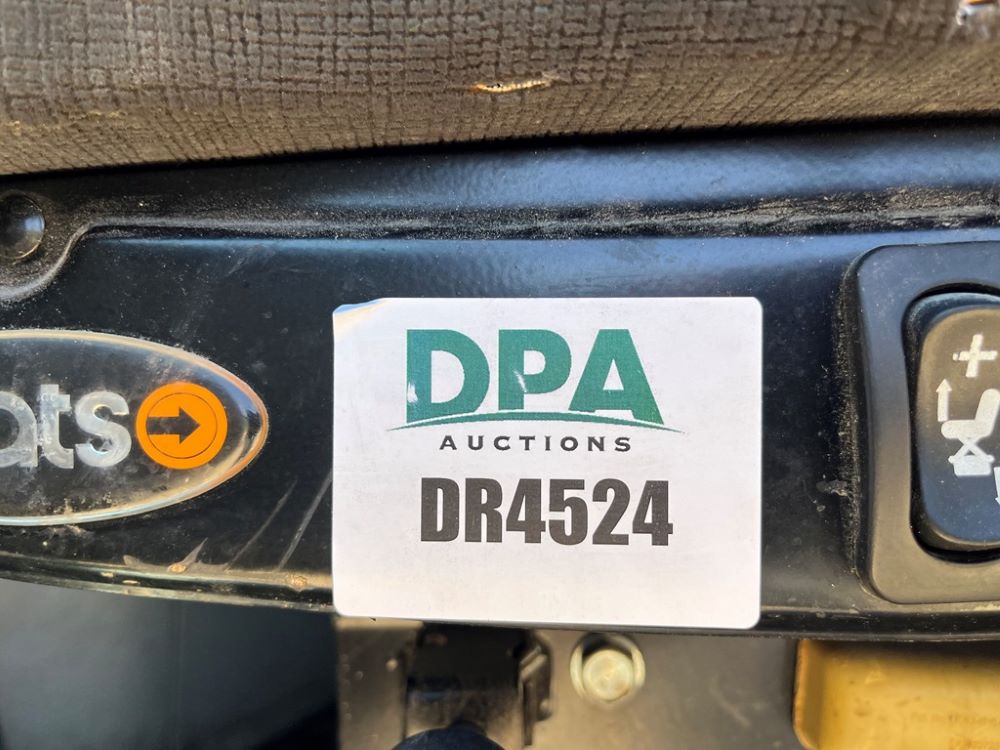 ats
DPA
AUCTIONS
DR4524